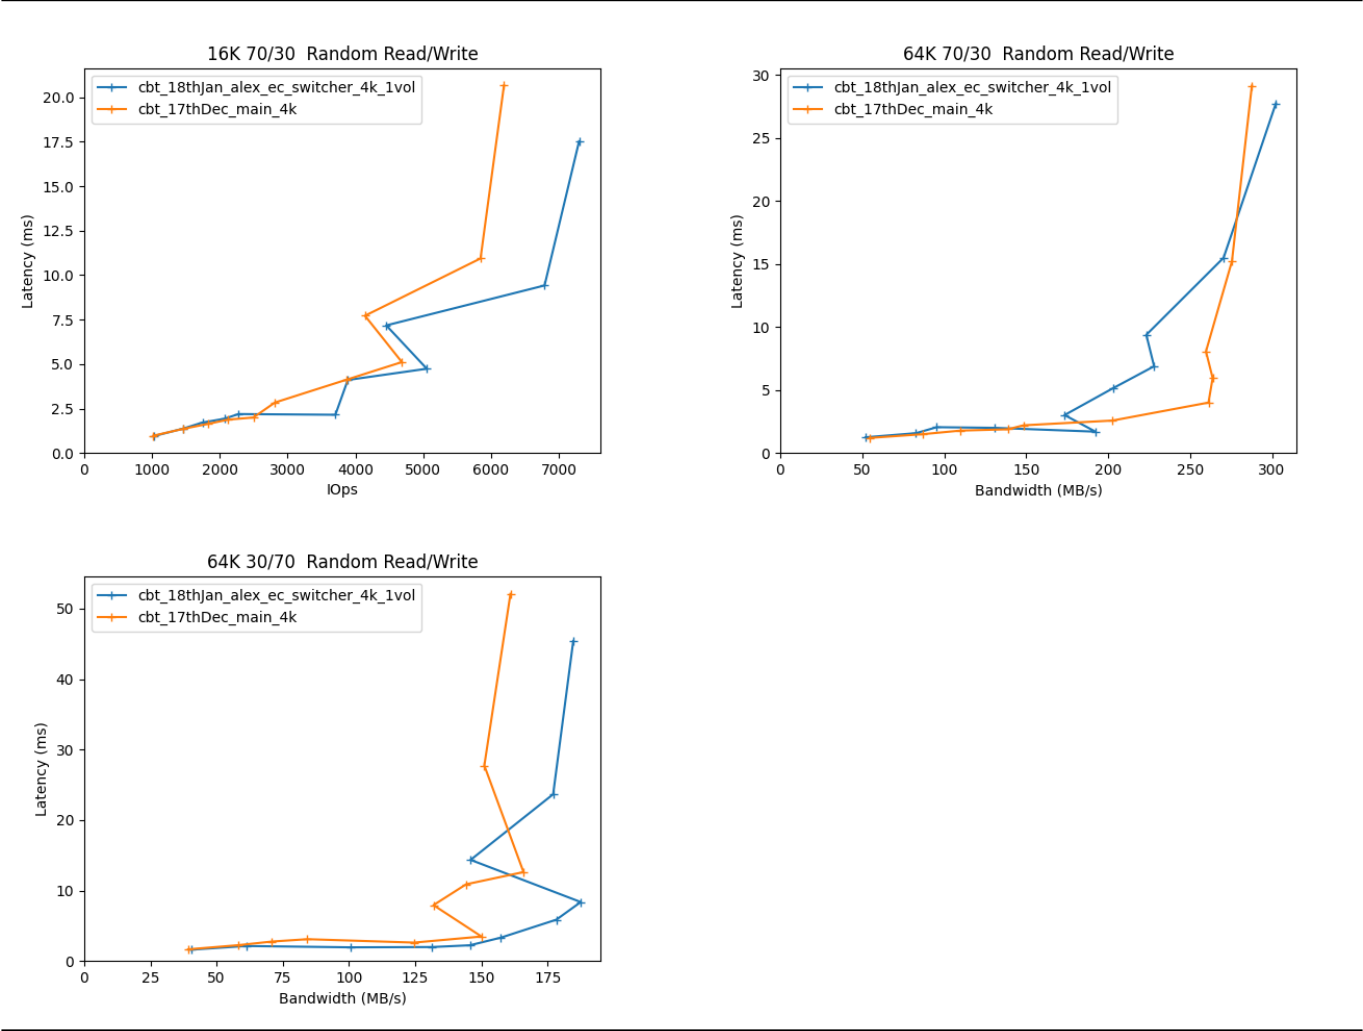 16K 70/30 Random Read/Write
cbt_18thJan_alex_ec_switcher_4k_1vol
cbt_17thDec_main_4k
Latency (ms)
20.0
17.5
15.0
12.5
10.0
7.5
5.0
2.5
0.0
0 1000 2000 3000 4000 5000 6000 7000
IOps
64K 70/30 Random Read/Write
cbt_18thJan_alex_ec_switcher_4k_1vol
cbt_17thDec_main_4k
Latency (ms)
30
25
20
15
10
5
0
0 50 100 150 200 250 300
Bandwidth (MB/s)
64K 30/70 Random Read/Write
cbt_18thJan_alex_ec_switcher_4k_1vol
cbt_17thDec_main_4k
Latency (ms)
50
40
30
20
10
0
0 25 50 75 100 125 150 175
Bandwidth (MB/s)